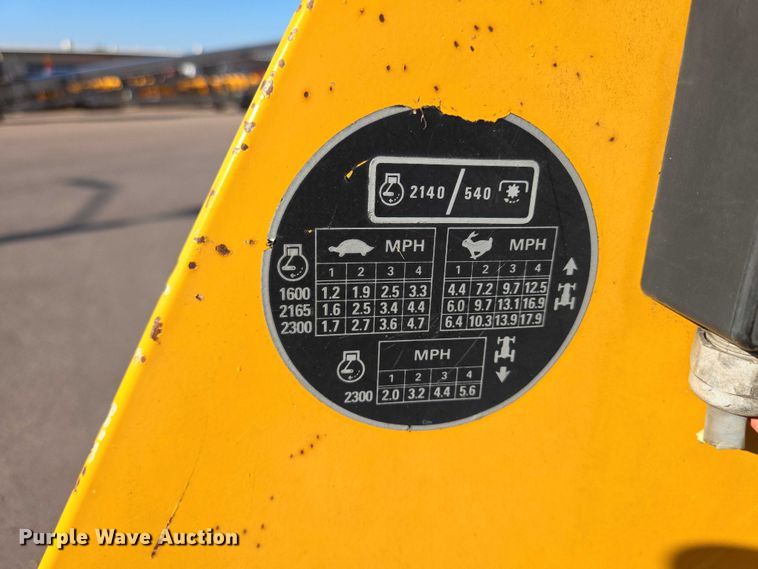 2140 / 540
MPH MPH
1 2 3 4 1 2 3 4
1600 1.2 1.9 2.5 3.3 4.4 7.2 9.7 12.5
2165 1.6 2.5 3.4 4.4 6.0 9.7 13.1 16.9
2300 1.7 2.7 3.6 4.7 6.4 10.3 13.9 17.9
MPH
1 2 3 4
2300 2.0 3.2 4.4 5.6
Purple Wave Auction